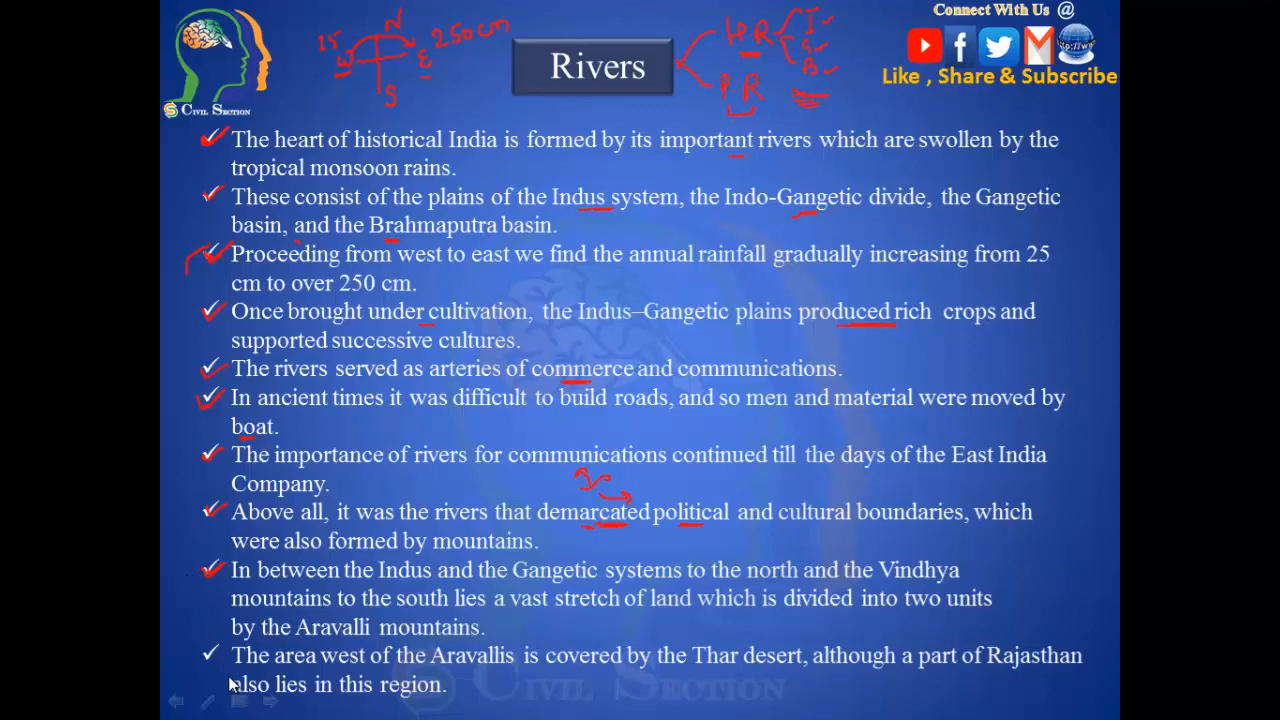 Connect With Us @
http://w
Like , Share & Subscribe
CIVIL SECTION
N
W
E 250cm
S
Rivers
HR
I
G
B
PR
The heart of historical India is formed by its important rivers which are swollen by the
tropical monsoon rains.
These consist of the plains of the Indus system, the Indo-Gangetic divide, the Gangetic
basin, and the Brahmaputra basin.
Proceeding from west to east we find the annual rainfall gradually increasing from 25
cm to over 250 cm.
Once brought under cultivation, the Indus–Gangetic plains produced rich crops and
supported successive cultures.
The rivers served as arteries of commerce and communications.
In ancient times it was difficult to build roads, and so men and material were moved by
boat.
The importance of rivers for communications continued till the days of the East India
Company.
Above all, it was the rivers that demarcated political and cultural boundaries, which
were also formed by mountains.
In between the Indus and the Gangetic systems to the north and the Vindhya
mountains to the south lies a vast stretch of land which is divided into two units
by the Aravalli mountains.
The area west of the Aravallis is covered by the Thar desert, although a part of Rajasthan
also lies in this region.
CIVIL SECTION